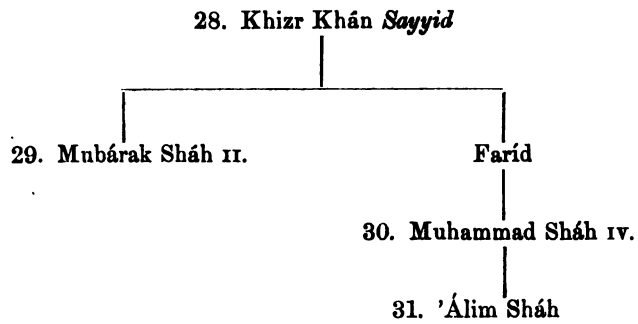 28. Khizr Khán Sayyid
29. Mubárak Sháh II. Faríd
30. Muhammad Sháh IV.
31. 'Álim Sháh